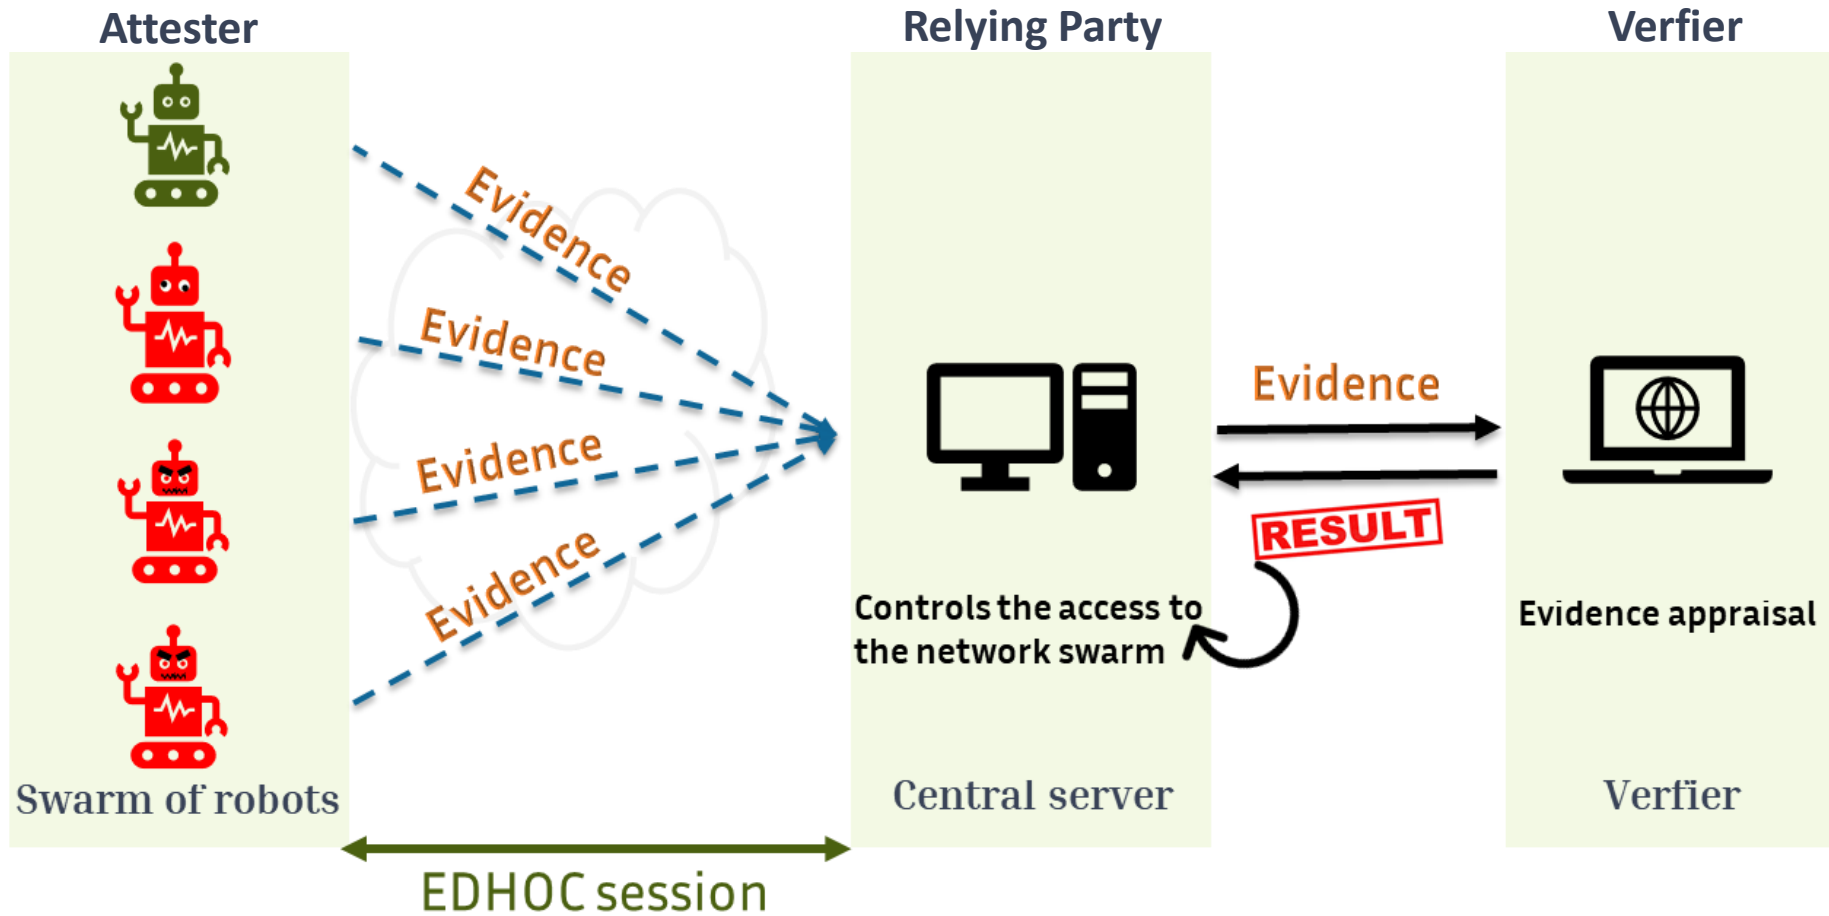 Attester
Relying Party
Verfier
Evidence
Evidence
Evidence
Evidence
Evidence
RESULT
Controls the access to
the network swarm
Evidence appraisal
Swarm of robots
Central server
Verfier
EDHOC session